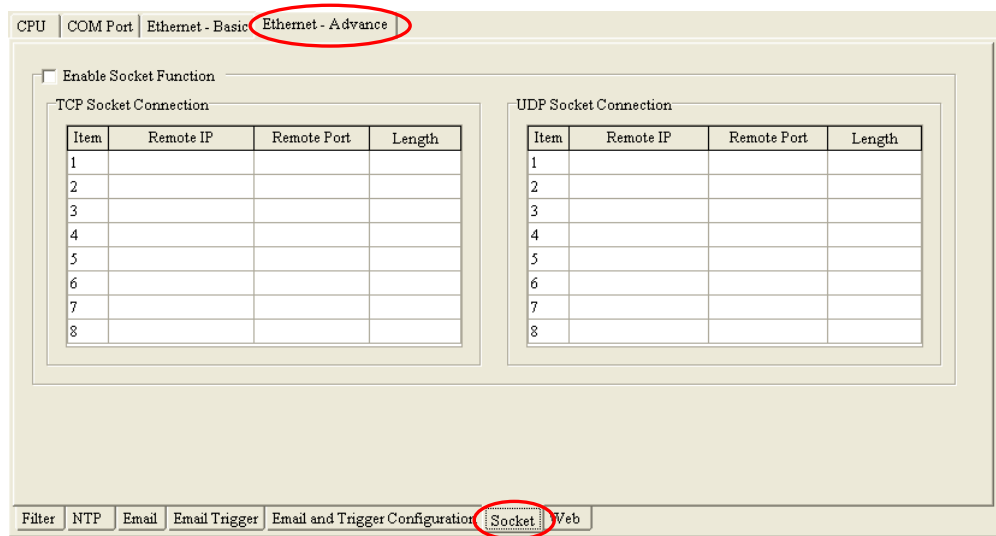 CPU COM Port Ethernet - Basic Ethernet - Advance
Enable Socket Function
TCP Socket Connection
Item Remote IP Remote Port Length
1
2
3
4
5
6
7
8
UDP Socket Connection
Item Remote IP Remote Port Length
1
2
3
4
5
6
7
8
Filter NTP Email Email Trigger Email and Trigger Configuration Socket Web